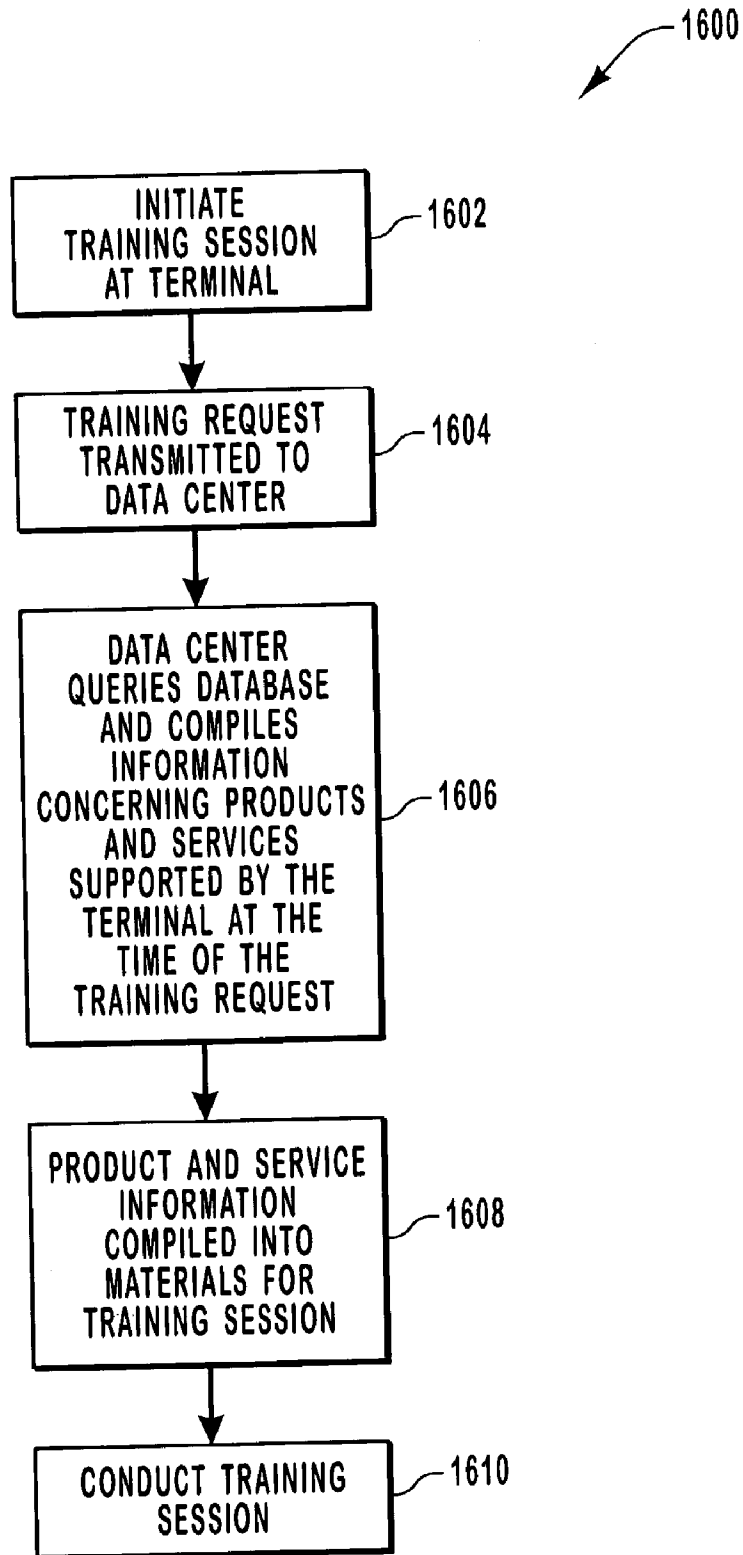 1600
INITIATE
TRAINING SESSION
AT TERMINAL
1602
TRAINING REQUEST
TRANSMITTED TO
DATA CENTER
1604
DATA CENTER
QUERIES DATABASE
AND COMPILES
INFORMATION
CONCERNING PRODUCTS
AND SERVICES
SUPPORTED BY THE
TERMINAL AT THE
TIME OF THE
TRAINING REQUEST
1606
PRODUCT AND SERVICE
INFORMATION
COMPILED INTO
MATERIALS FOR
TRAINING SESSION
1608
CONDUCT TRAINING
SESSION
1610